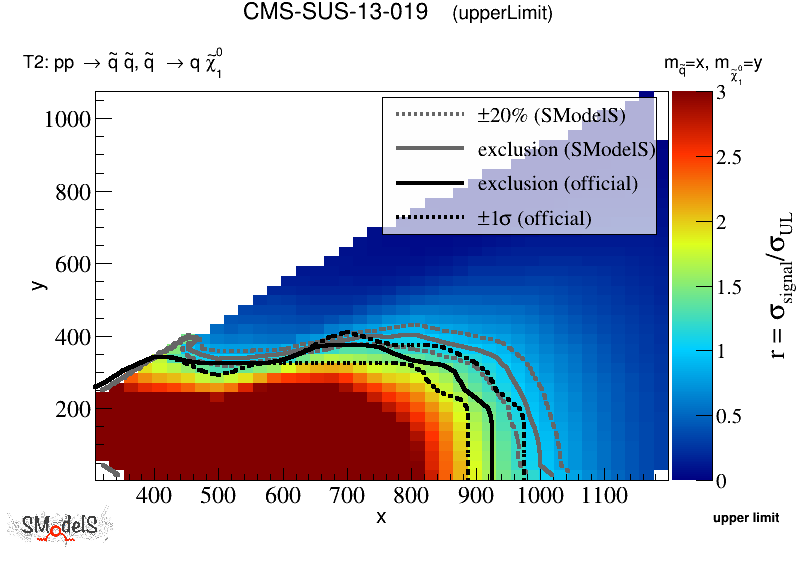 CMS-SUS-13-019 (upperLimit)
T2: pp → q̃ q̃, q̃ → q χ̃₁⁰
m_q̃=x, m_χ̃₁⁰=y
±20% (SModelS)
exclusion (SModelS)
exclusion (official)
±1σ (official)
1000
800
600
400
200
y
400 500 600 700 800 900 1000 1100
x
3
2.5
2
1.5
1
0.5
0
r = σ_signal/σ_UL
SModelS
upper limit